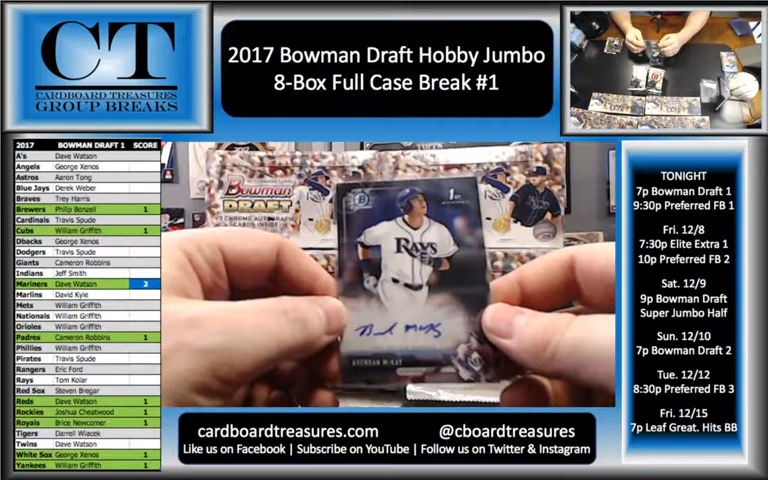 CT
CARDBOARD TREASURES
GROUP BREAKS
2017 Bowman Draft Hobby Jumbo
8-Box Full Case Break #1
2017 BOWMAN DRAFT 1 SCORE
A's Dave Watson
Angels George Xenos
Astros Aaron Tong
Blue Jays Derek Weber
Braves Trey Harris
Brewers Philip Bonzell 1
Cardinals Travis Spude
Cubs William Griffith 1
Dbacks George Xenos
Dodgers Travis Spude
Giants Cameron Robbins
Indians Jeff Smith
Mariners Dave Watson 2
Marlins David Kyle
Mets William Griffith
Nationals William Griffith
Orioles William Griffith
Padres Cameron Robbins 1
Phillies William Griffith
Pirates Travis Spude
Rangers Eric Ford
Rays Tom Kolar
Red Sox Steven Bregar
Reds Dave Watson 1
Rockies Joshua Cheatwood 1
Royals Brice Newcomer 1
Tigers Darrell Wiacek
Twins Dave Watson
White Sox George Xenos 1
Yankees William Griffith 1
2017
Bowman
DRAFT
1st
RAYS
BRENDAN MCKAY
TONIGHT
7p Bowman Draft 1
9:30p Preferred FB 1
Fri. 12/8
7:30p Elite Extra 1
10p Preferred FB 2
Sat. 12/9
9p Bowman Draft
Super Jumbo Half
Sun. 12/10
7p Bowman Draft 2
Tue. 12/12
8:30p Preferred FB 3
Fri. 12/15
7p Leaf Great. Hits BB
cardboardtreasures.com @cboardtreasures
Like us on Facebook | Subscribe on YouTube | Follow us on Twitter & Instagram